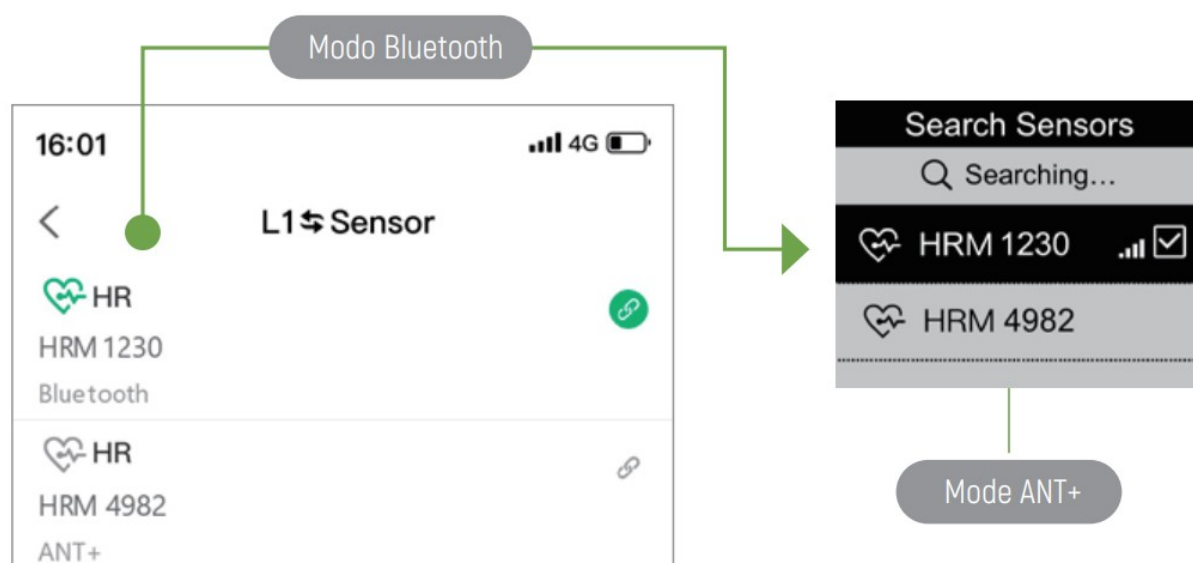 Modo Bluetooth
16:01
4G
L1 Sensor
HR
HRM 1230
Bluetooth
HR
HRM 4982
ANT+
Search Sensors
Searching...
HRM 1230
HRM 4982
Mode ANT+